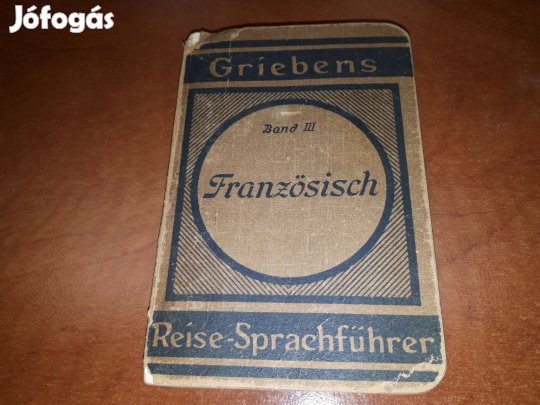 Jófogás
Griebens
Band III
Französisch
Reise-Sprachführer